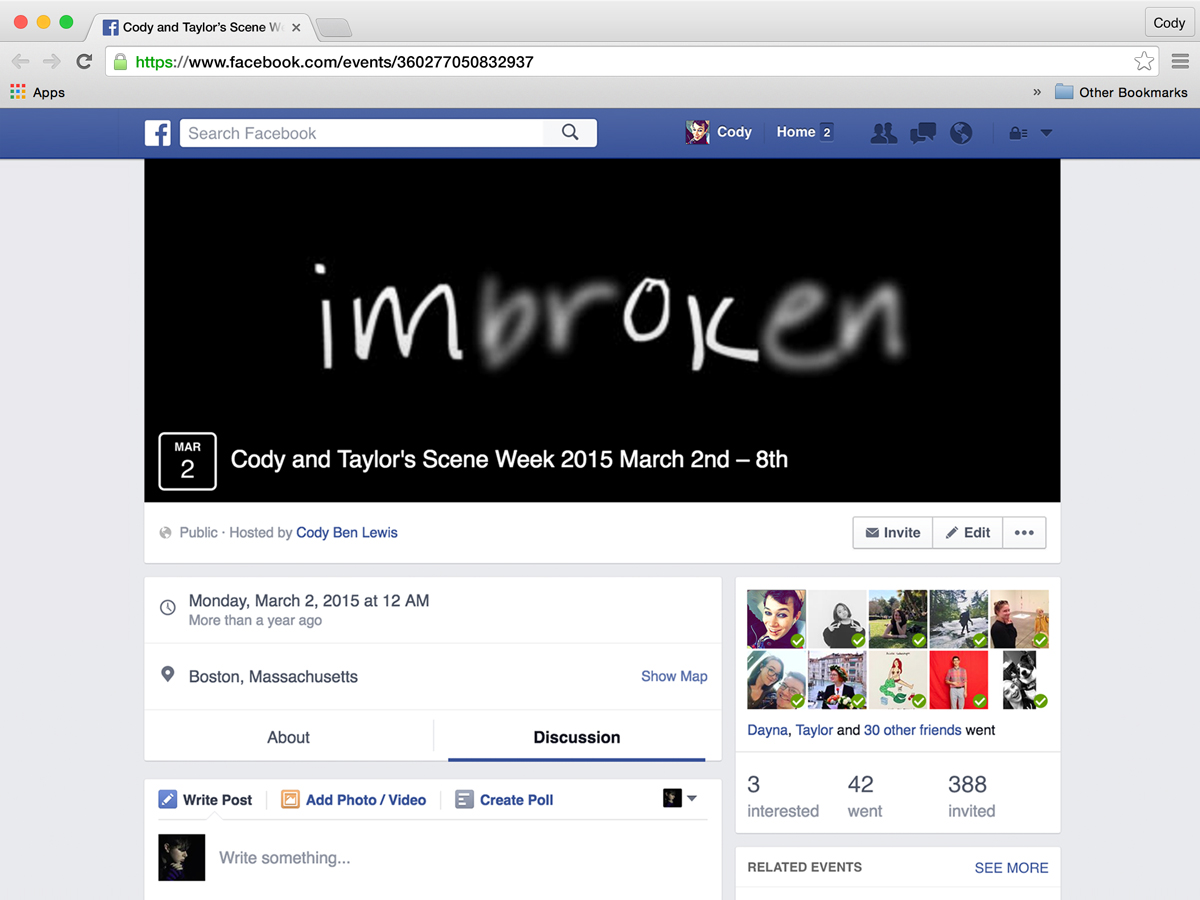 Cody and Taylor's Scene W
Cody
https://www.facebook.com/events/360277050832937
Apps
» Other Bookmarks
f Search Facebook Cody Home 2
imbroken
MAR
2
Cody and Taylor's Scene Week 2015 March 2nd – 8th
Public · Hosted by Cody Ben Lewis
Invite Edit •••
Monday, March 2, 2015 at 12 AM
More than a year ago
Boston, Massachusetts Show Map
About Discussion
Write Post Add Photo / Video Create Poll
Write something...
Dayna, Taylor and 30 other friends went
3 42 388
interested went invited
RELATED EVENTS SEE MORE